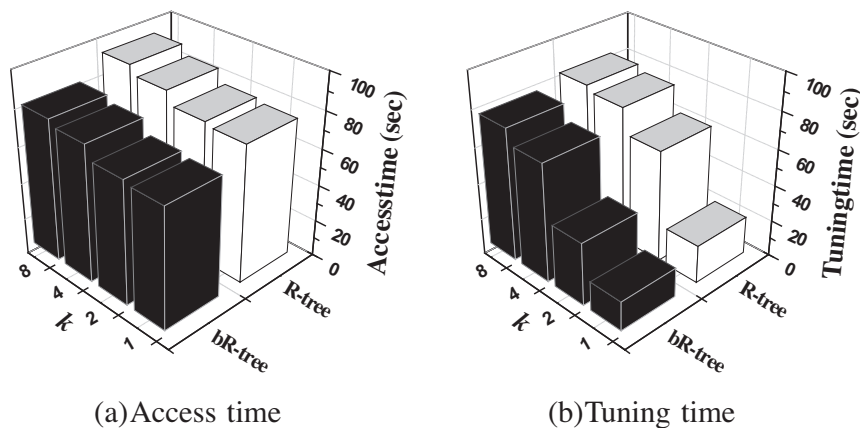 100
80
60
40
20
0
Accesstime (sec)
8
4
2
1
k
bR-tree
R-tree
(a)Access time
100
80
60
40
20
0
Tuningtime (sec)
8
4
2
1
k
bR-tree
R-tree
(b)Tuning time